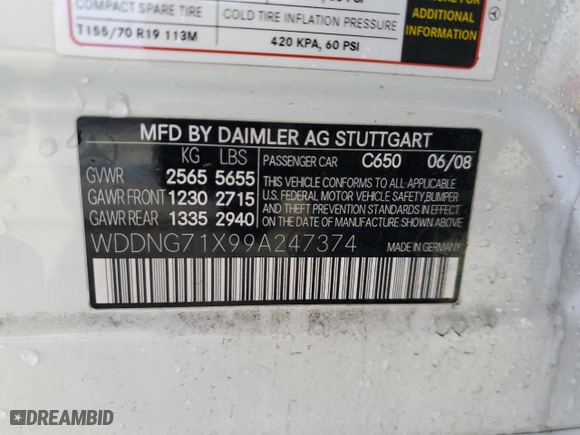 COMPACT SPARE TIRE
T155/70 R19 113M
COLD TIRE INFLATION PRESSURE
420 KPA, 60 PSI
ADDITIONAL
INFORMATION
MFD BY DAIMLER AG STUTTGART
KG LBS
GVWR 2565 5655
GAWR FRONT 1230 2715
GAWR REAR 1335 2940
PASSENGER CAR C650 06/08
THIS VEHICLE CONFORMS TO ALL APPLICABLE
U.S. FEDERAL MOTOR VEHICLE SAFETY,BUMPER
AND THEFT PREVENTION STANDARDS IN EFFECT
ON THE DATE OF MANUFACTURE SHOWN ABOVE
WDDNG71X99A247374
MADE IN GERMANY
DREAMBID